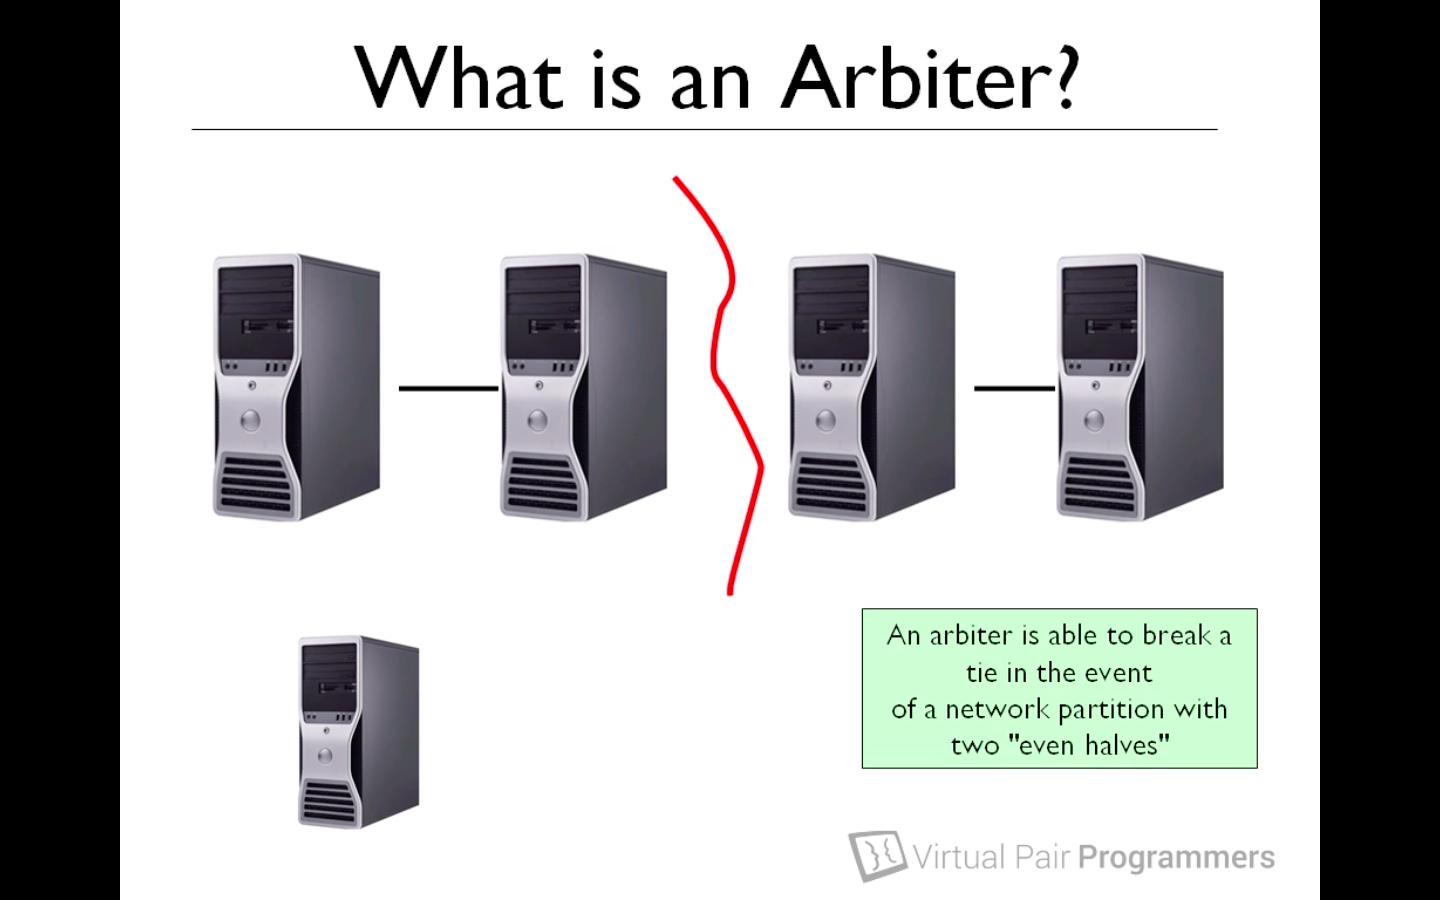 What is an Arbiter?
An arbiter is able to break a
tie in the event
of a network partition with
two "even halves"
Virtual Pair Programmers